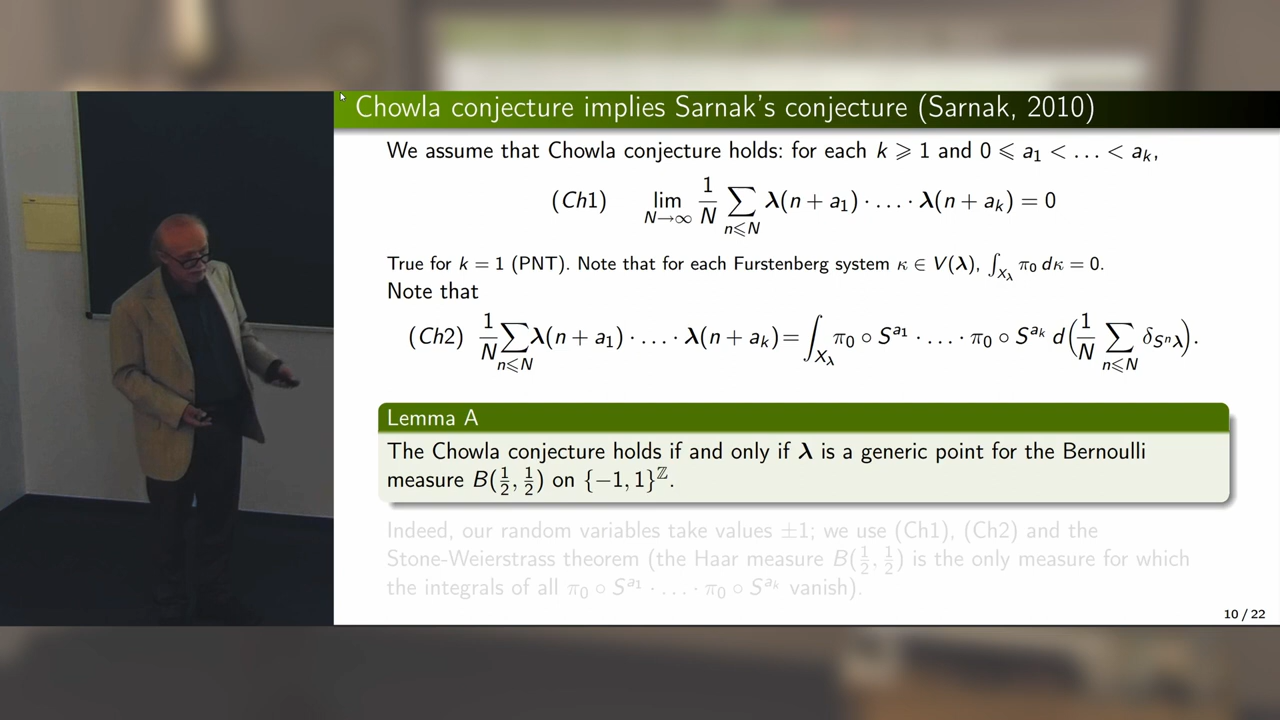 Chowla conjecture implies Sarnak's conjecture (Sarnak, 2010)
We assume that Chowla conjecture holds: for each k ⩾ 1 and 0 ⩽ a₁ < … < aₖ,
(Ch1) lim_{N→∞} 1/N ∑_{n⩽N} λ(n + a₁) · … · λ(n + aₖ) = 0
True for k = 1 (PNT). Note that for each Furstenberg system κ ∈ V(λ), ∫_{X_λ} π₀ dκ = 0.
Note that
(Ch2) 1/N ∑_{n⩽N} λ(n + a₁) · … · λ(n + aₖ) = ∫_{X_λ} π₀ ∘ S^{a₁} · … · π₀ ∘ S^{aₖ} d(1/N ∑_{n⩽N} δ_{Sⁿλ}).
Lemma A
The Chowla conjecture holds if and only if λ is a generic point for the Bernoulli
measure B(½, ½) on {−1, 1}^ℤ.
Indeed, our random variables take values ±1; we use (Ch1), (Ch2) and the
Stone-Weierstrass theorem (the Haar measure B(½, ½) is the only measure for which
the integrals of all π₀ ∘ S^{a₁} · … · π₀ ∘ S^{aₖ} vanish).
10 / 22